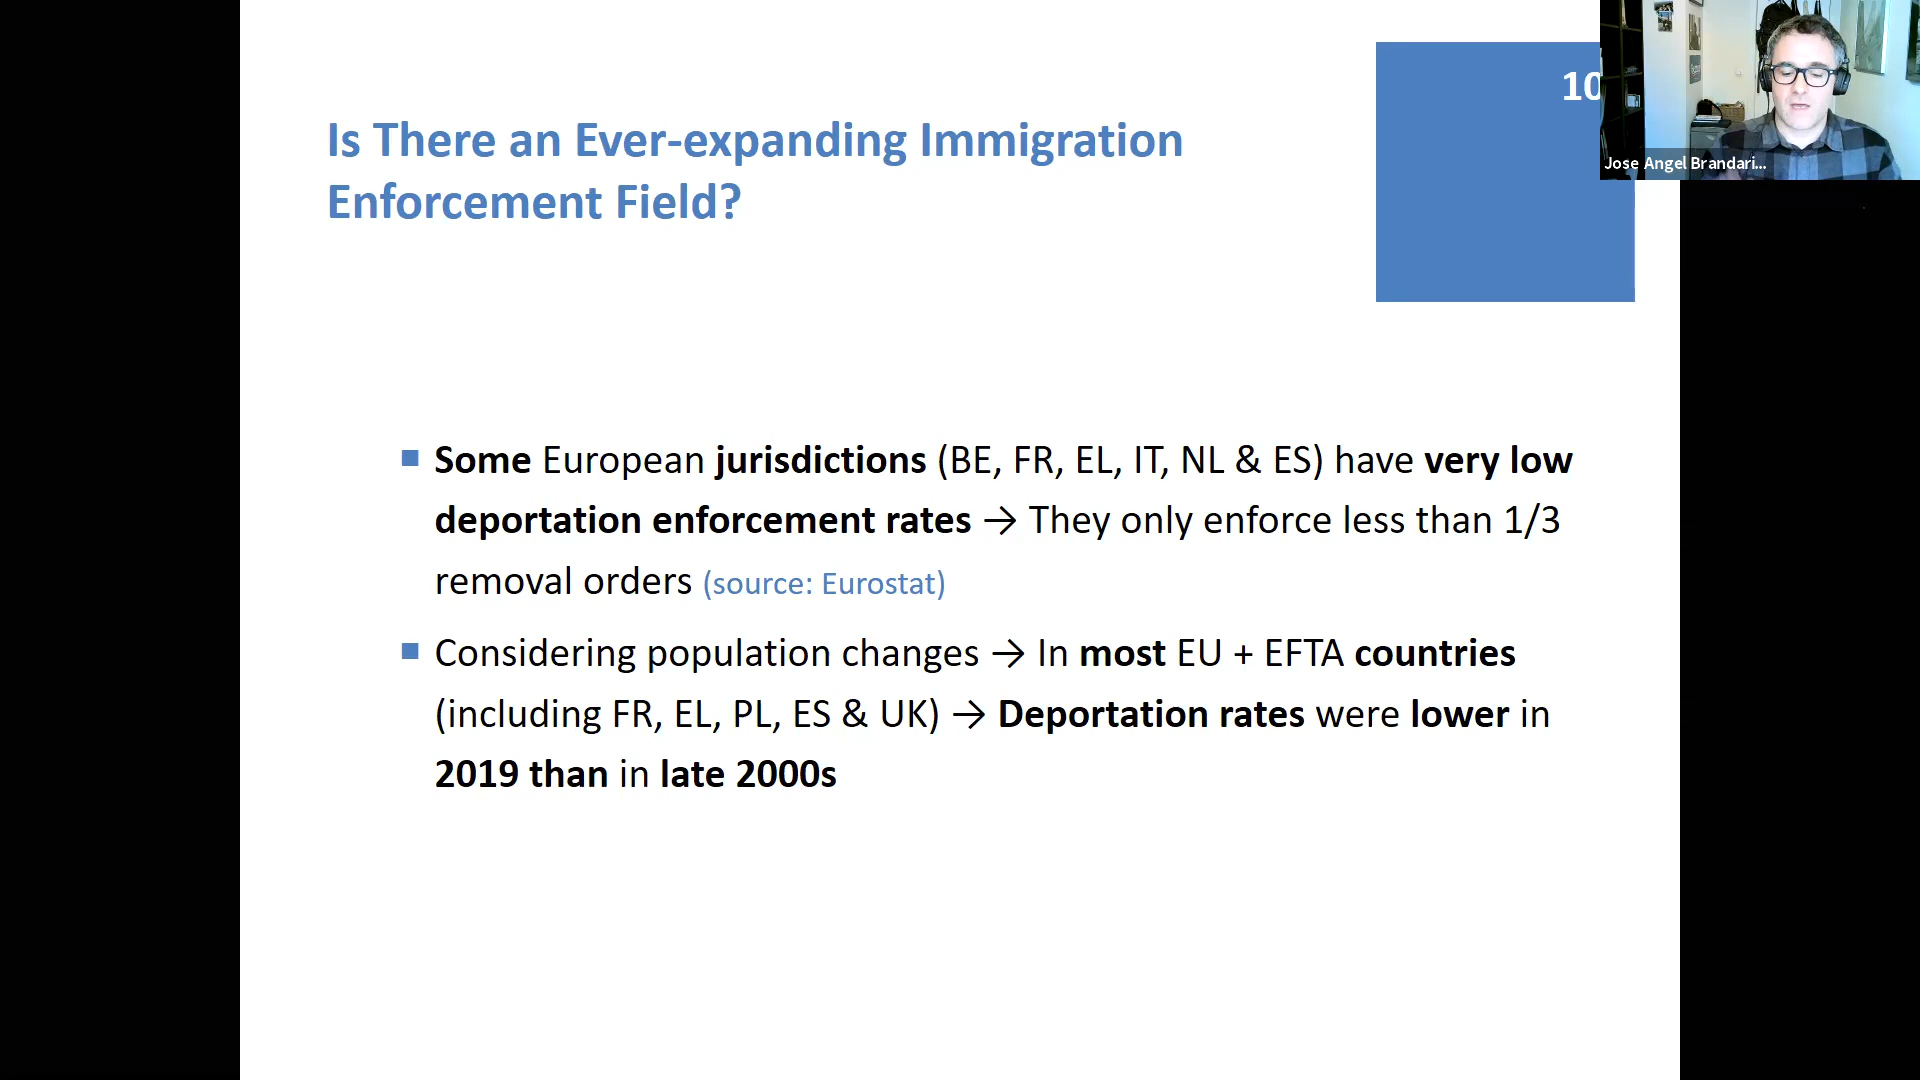 10
Is There an Ever-expanding Immigration
Enforcement Field?
Jose Angel Brandari...
Some European jurisdictions (BE, FR, EL, IT, NL & ES) have very low
deportation enforcement rates → They only enforce less than 1/3
removal orders (source: Eurostat)
Considering population changes → In most EU + EFTA countries
(including FR, EL, PL, ES & UK) → Deportation rates were lower in
2019 than in late 2000s